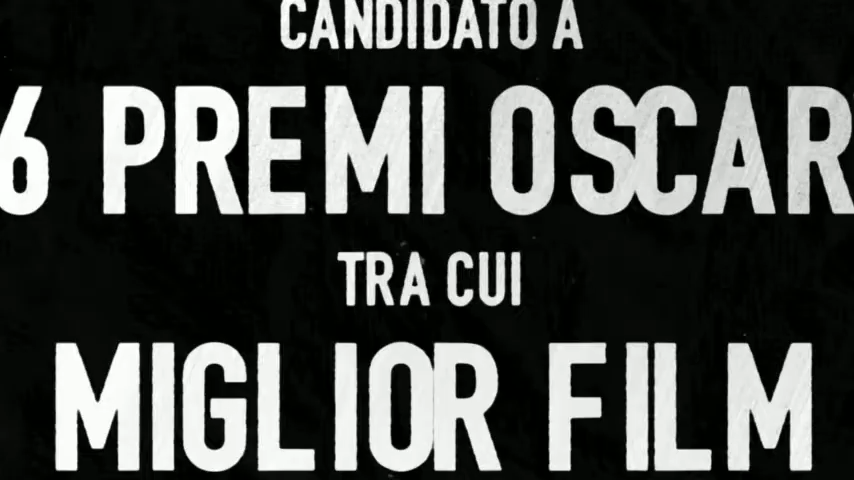 CANDIDATO A
6 PREMI OSCAR
TRA CUI
MIGLIOR FILM